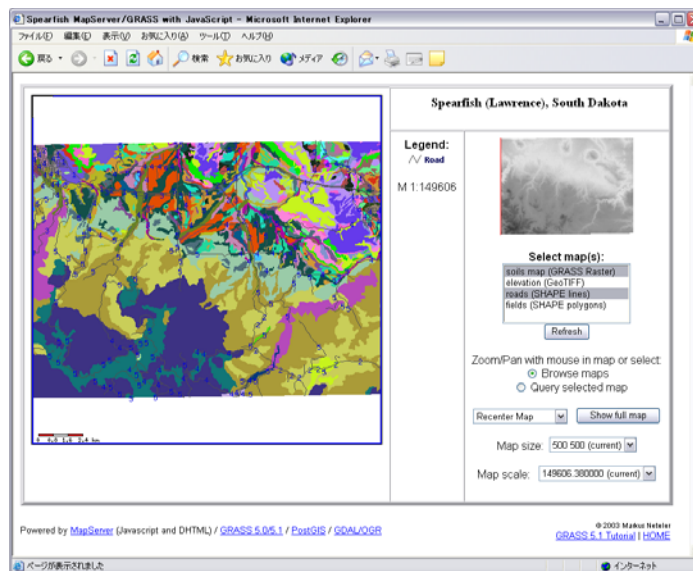 Spearfish MapServer/GRASS with JavaScript - Microsoft Internet Explorer
ファイル(F) 編集(E) 表示(V) お気に入り(A) ツール(T) ヘルプ(H)
戻る 検索 お気に入り メディア
Spearfish (Lawrence), South Dakota
Legend:
Road
M 1:149606
Select map(s):
soils map (GRASS Raster)
elevation (GeoTIFF)
roads (SHAPE lines)
fields (SHAPE polygons)
Refresh
Zoom/Pan with mouse in map or select:
Browse maps
Query selected map
Recenter Map Show full map
Map size: 500 500 (current)
Map scale: 149606.380000 (current)
Powered by MapServer (Javascript and DHTML) / GRASS 5.0/5.1 / PostGIS / GDAL/OGR
© 2003 Markus Neteler
GRASS 5.1 Tutorial | HOME
ページが表示されました インターネット